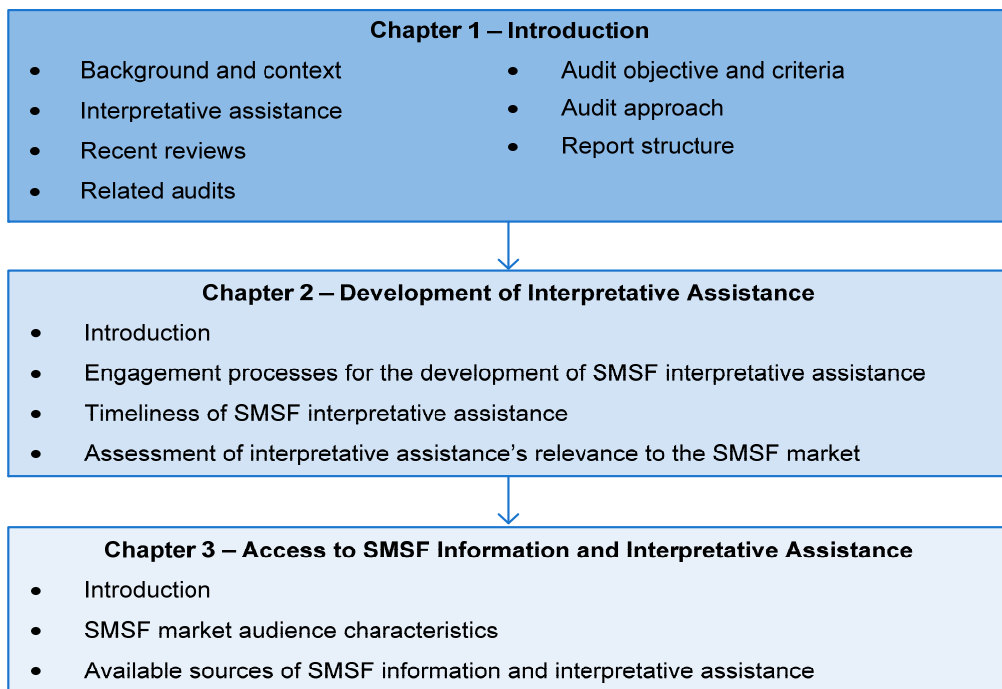 Chapter 1 – Introduction
• Background and context
• Interpretative assistance
• Recent reviews
• Related audits
• Audit objective and criteria
• Audit approach
• Report structure
Chapter 2 – Development of Interpretative Assistance
• Introduction
• Engagement processes for the development of SMSF interpretative assistance
• Timeliness of SMSF interpretative assistance
• Assessment of interpretative assistance’s relevance to the SMSF market
Chapter 3 – Access to SMSF Information and Interpretative Assistance
• Introduction
• SMSF market audience characteristics
• Available sources of SMSF information and interpretative assistance